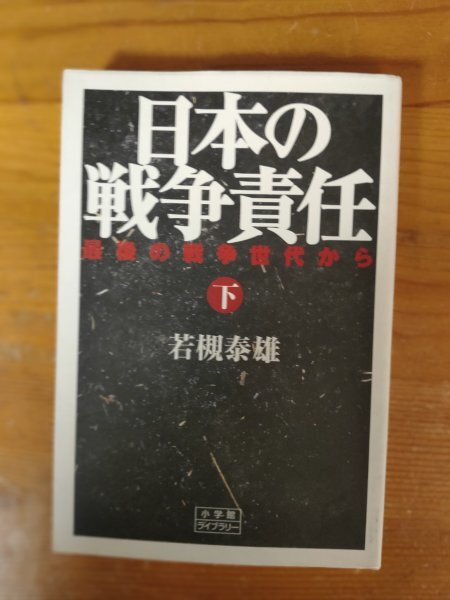 日本の
戦争責任
最後の戦争世代から
下
若槻泰雄
小学館
ライブラリー